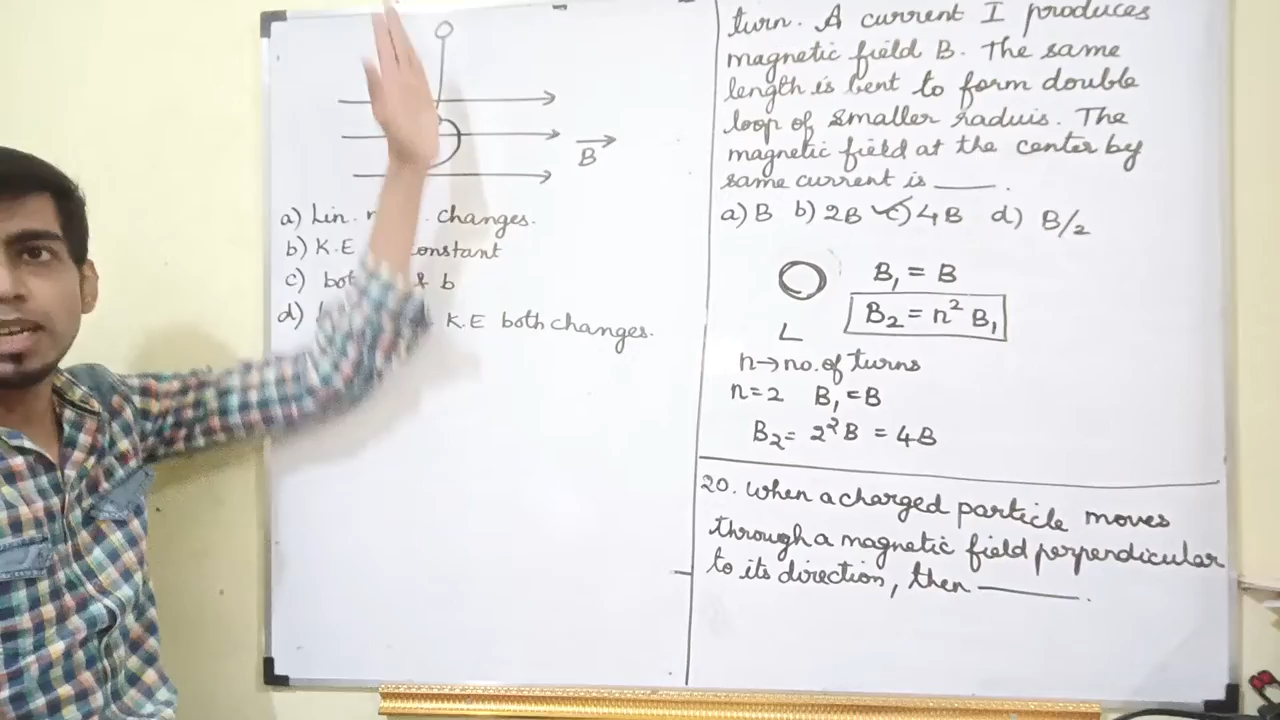 B
a) Lin. changes.
b) K.E constant
c) & b
d) K.E both changes.
turn. A current I produces
magnetic field B. The same
length is bent to form double
loop of smaller raduis. The
magnetic field at the center by
same current is ____.
a) B b) 2B c) 4B d) B/2
B₁ = B
B₂ = n² B₁
L
n→no. of turns
n=2 B₁ = B
B₂ = 2² B = 4B
20. When a charged particle moves
through a magnetic field perpendicular
to its direction, then ______.